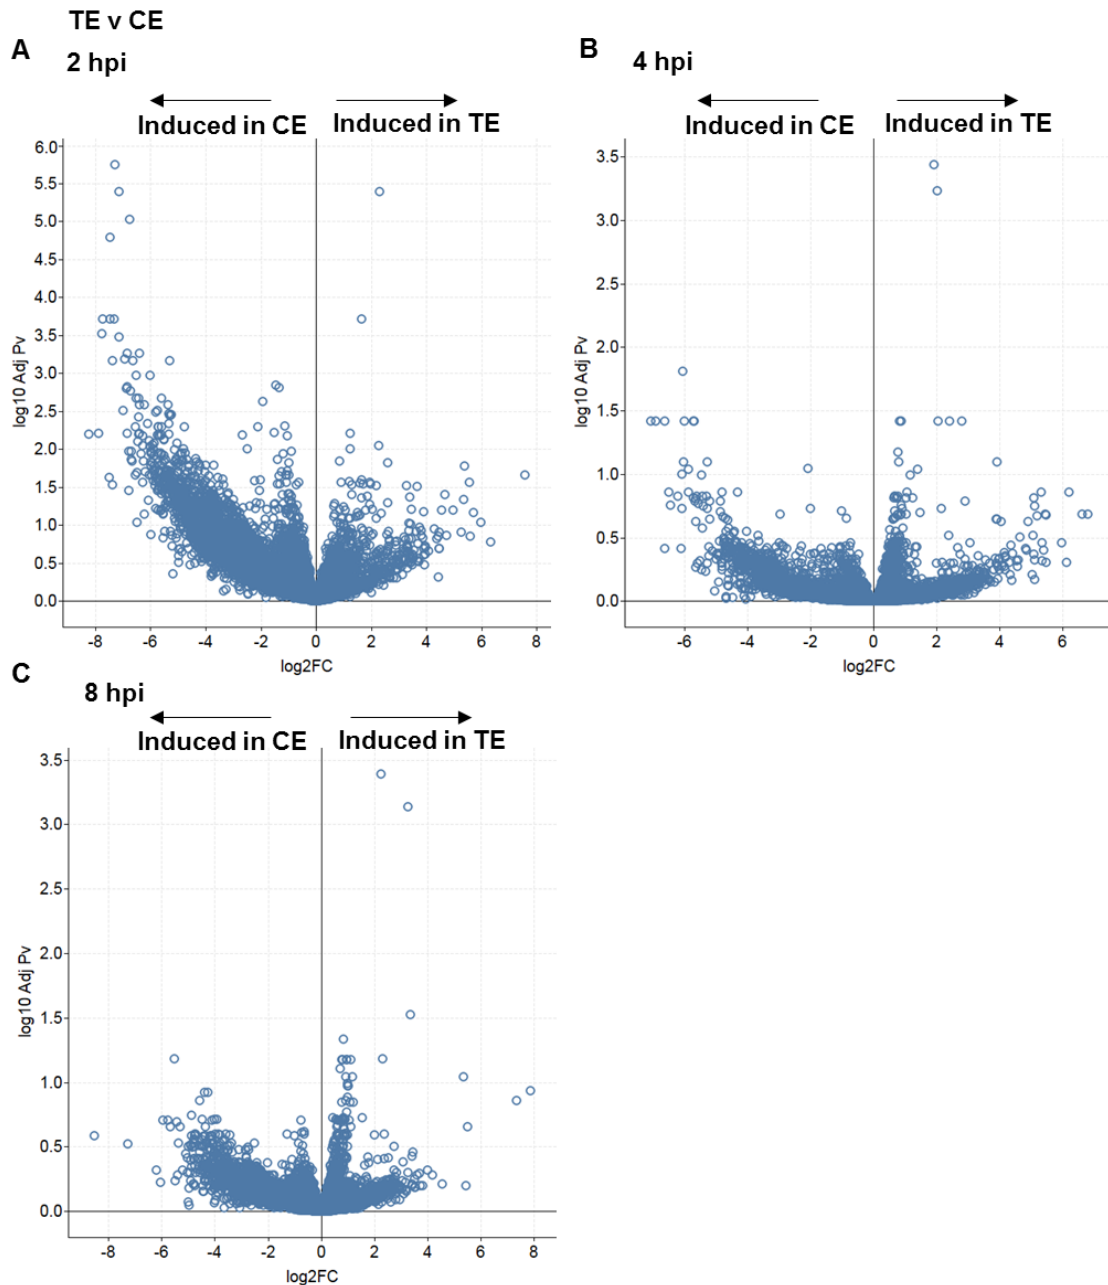 TE v CE
A
2 hpi
Induced in CE
Induced in TE
log10 Adj Pv
6.0
5.5
5.0
4.5
4.0
3.5
3.0
2.5
2.0
1.5
1.0
0.5
0.0
-8 -6 -4 -2 0 2 4 6 8
log2FC
B
4 hpi
Induced in CE
Induced in TE
log10 Adj Pv
3.5
3.0
2.5
2.0
1.5
1.0
0.5
0.0
-6 -4 -2 0 2 4 6
log2FC
C
8 hpi
Induced in CE
Induced in TE
log10 Adj Pv
3.5
3.0
2.5
2.0
1.5
1.0
0.5
0.0
-8 -6 -4 -2 0 2 4 6 8
log2FC